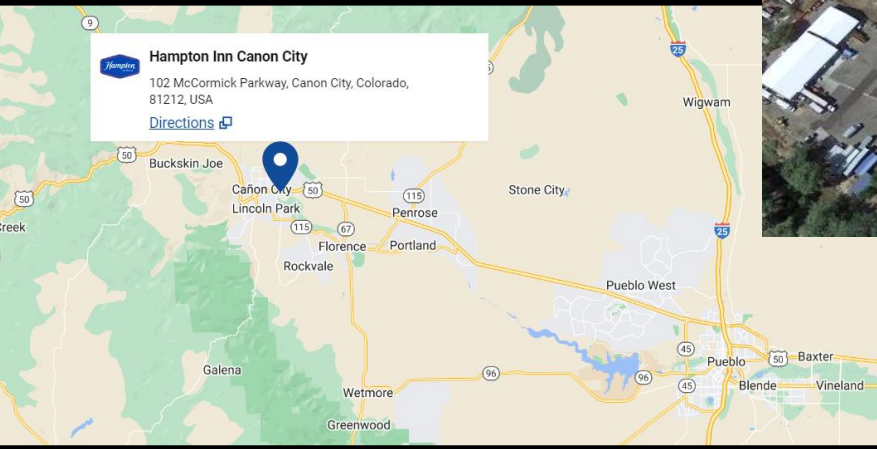 9
Hampton
Hampton Inn Canon City
102 McCormick Parkway, Canon City, Colorado,
81212, USA
Directions
25
Wigwam
50
Buckskin Joe
50
Cañon City
50
Lincoln Park
115
Stone City
Penrose
reek
115
67
25
Florence
Portland
Rockvale
Pueblo West
45
Pueblo
50
Baxter
Galena
96
96
45
Blende
Vineland
Wetmore
Greenwood